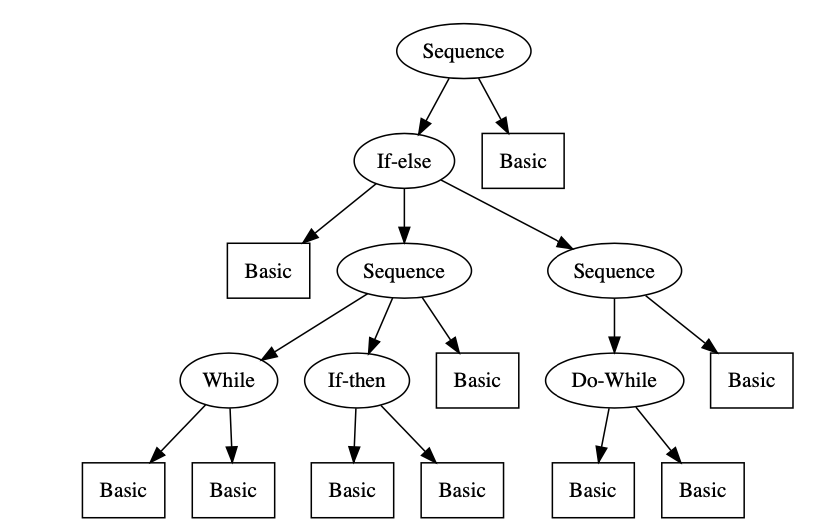 Sequence
If-else
Basic
Basic
Sequence
Sequence
While
If-then
Basic
Do-While
Basic
Basic
Basic
Basic
Basic
Basic
Basic